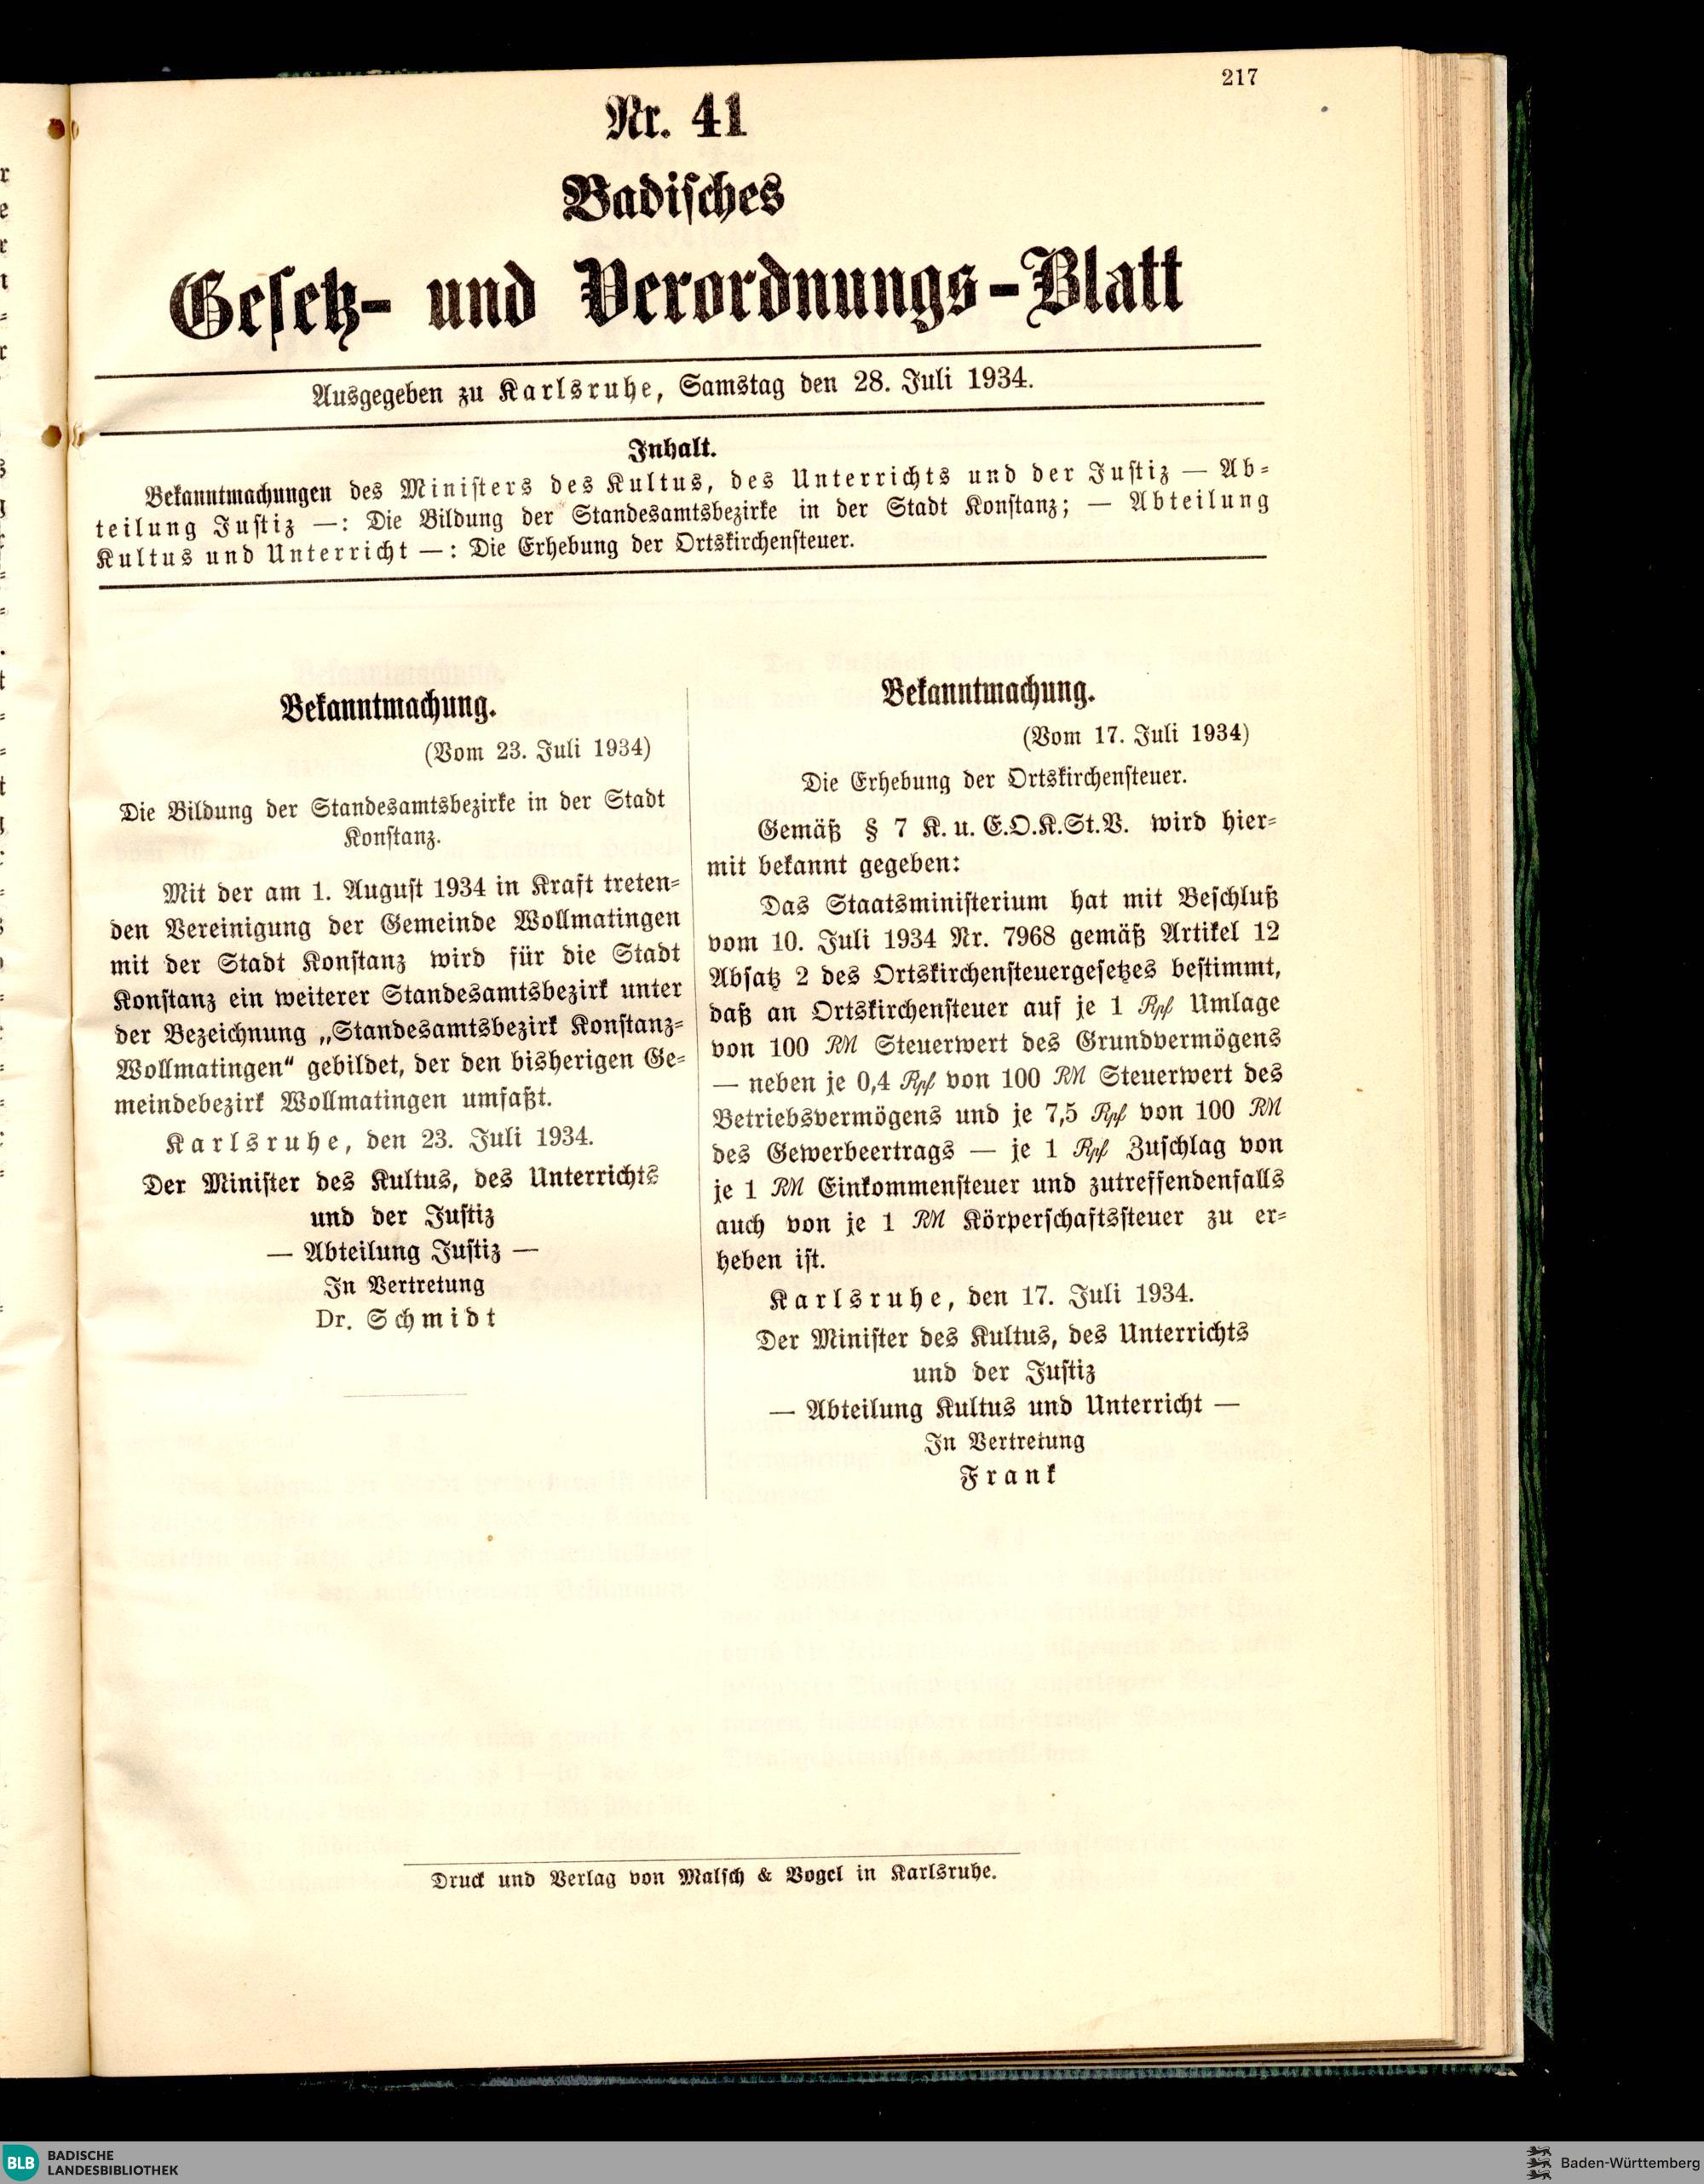 217
Nr. 41
Badisches
Gesetz- und Verordnungs-Blatt
Ausgegeben zu Karlsruhe, Samstag den 28. Juli 1934.
Inhalt.
Bekanntmachungen des Ministers des Kultus, des Unterrichts und der Justiz — Ab-
teilung Justiz —: Die Bildung der Standesamtsbezirke in der Stadt Konstanz; — Abteilung
Kultus und Unterricht —: Die Erhebung der Ortskirchensteuer.
Bekanntmachung.
(Vom 23. Juli 1934)
Die Bildung der Standesamtsbezirke in der Stadt
Konstanz.
Mit der am 1. August 1934 in Kraft treten-
den Vereinigung der Gemeinde Wollmatingen
mit der Stadt Konstanz wird für die Stadt
Konstanz ein weiterer Standesamtsbezirk unter
der Bezeichnung „Standesamtsbezirk Konstanz-
Wollmatingen“ gebildet, der den bisherigen Ge-
meindebezirk Wollmatingen umfaßt.
Karlsruhe, den 23. Juli 1934.
Der Minister des Kultus, des Unterrichts
und der Justiz
— Abteilung Justiz —
In Vertretung
Dr. Schmidt
Bekanntmachung.
(Vom 17. Juli 1934)
Die Erhebung der Ortskirchensteuer.
Gemäß § 7 K. u. E.O.K.St.V. wird hier-
mit bekannt gegeben:
Das Staatsministerium hat mit Beschluß
vom 10. Juli 1934 Nr. 7968 gemäß Artikel 12
Absatz 2 des Ortskirchensteuergesetzes bestimmt,
daß an Ortskirchensteuer auf je 1 Rpf Umlage
von 100 RM Steuerwert des Grundvermögens
— neben je 0,4 Rpf von 100 RM Steuerwert des
Betriebsvermögens und je 7,5 Rpf von 100 RM
des Gewerbeertrags — je 1 Rpf Zuschlag von
je 1 RM Einkommensteuer und zutreffendenfalls
auch von je 1 RM Körperschaftssteuer zu er-
heben ist.
Karlsruhe, den 17. Juli 1934.
Der Minister des Kultus, des Unterrichts
und der Justiz
— Abteilung Kultus und Unterricht —
In Vertretung
Frank
Druck und Verlag von Malsch & Vogel in Karlsruhe.
BLB BADISCHE
LANDESBIBLIOTHEK
Baden-Württemberg